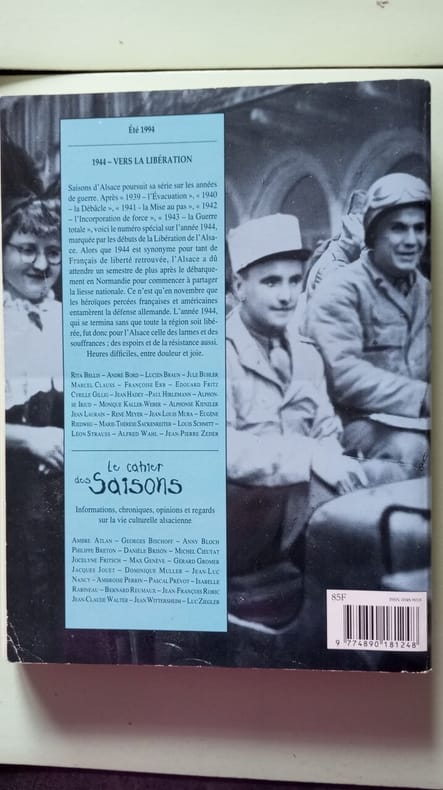 Été 1994
1944 – VERS LA LIBÉRATION
Saisons d'Alsace poursuit sa série sur les années
de guerre. Après « 1939 – l'Évacuation », « 1940
– la Débâcle », « 1941 - la Mise au pas », « 1942
– l'Incorporation de force », « 1943 – la Guerre
totale », voici le numéro spécial sur l'année 1944,
marquée par les débuts de la Libération de l'Alsa-
ce. Alors que 1944 est synonyme pour tant de
Français de liberté retrouvée, l'Alsace a dû
attendre un semestre de plus après le débarque-
ment en Normandie pour commencer à partager
la liesse nationale. Ce n'est qu'en novembre que
les héroïques percées françaises et américaines
entamèrent la défense allemande. L'année 1944,
qui se termina sans que toute la région soit libé-
rée, fut donc pour l'Alsace celle des larmes et des
souffrances ; des espoirs et de la résistance aussi.
Heures difficiles, entre douleur et joie.
RITA BELLIS – ANDRÉ BORD – LUCIEN BRAUN – JULE BUHLER
MARCEL CLAUSS – FRANÇOISE ERB – EDOUARD FRITZ
CYRILLE GILLIG – JEAN HADEY – PAUL HIRLEMANN – ALPHON-
SE IRJUD – MONIQUE KALLER-WEBER – ALPHONSE KIENZLER
JEAN LAURAIN – RENÉ MEYER – JEAN-LOUIS MURA – EUGÈNE
RIEDWEG – MARIE-THÉRÈSE SACKENREITER – LOUIS SCHNITT –
LÉON STRAUSS – ALFRED WAHL – JEAN-PIERRE ZEDER
Le cahier
des Saisons
Informations, chroniques, opinions et regards
sur la vie culturelle alsacienne
AMBRE ATLAN – GEORGES BISCHOFF – ANNY BLOCH
PHILIPPE BRETON – DANIÈLE BRISON – MICHEL CIEUTAT
JOCELYNE FRITSCH – MAX GENÈVE – GÉRARD GROMER
JACQUES JOUET – DOMINIQUE MULLER – JEAN-LUC
NANCY – AMBROISE PERRIN – PASCAL PRÉVOT – ISABELLE
RABINEAU – BERNARD REUMAUX – JEAN-FRANÇOIS
JEAN-CLAUDE WALTER – JEAN WITTERSHEIM – LUC ZIEGLER
85F
ISSN 0048-9018
9 774890 181248